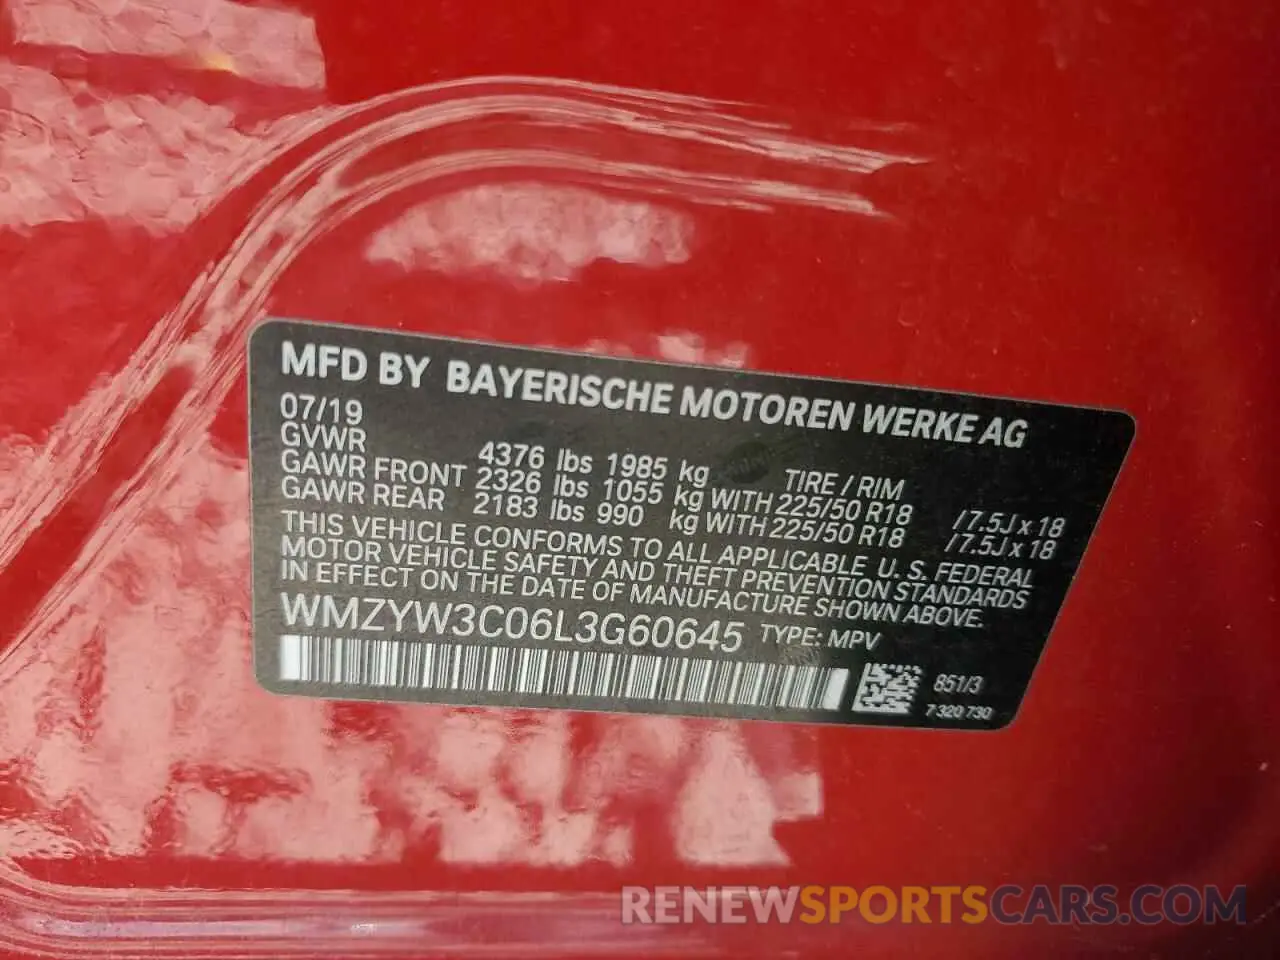 MFD BY BAYERISCHE MOTOREN WERKE AG
07/19
GVWR 4376 lbs 1985 kg TIRE / RIM
GAWR FRONT 2326 lbs 1055 kg WITH 225/50 R18 / 7.5J x 18
GAWR REAR 2183 lbs 990 kg WITH 225/50 R18 / 7.5J x 18
THIS VEHICLE CONFORMS TO ALL APPLICABLE U. S. FEDERAL
MOTOR VEHICLE SAFETY AND THEFT PREVENTION STANDARDS
IN EFFECT ON THE DATE OF MANUFACTURE SHOWN ABOVE.
WMZYW3C06L3G60645 TYPE: MPV
851/3
7 320 730
RENEWSPORTSCARS.COM